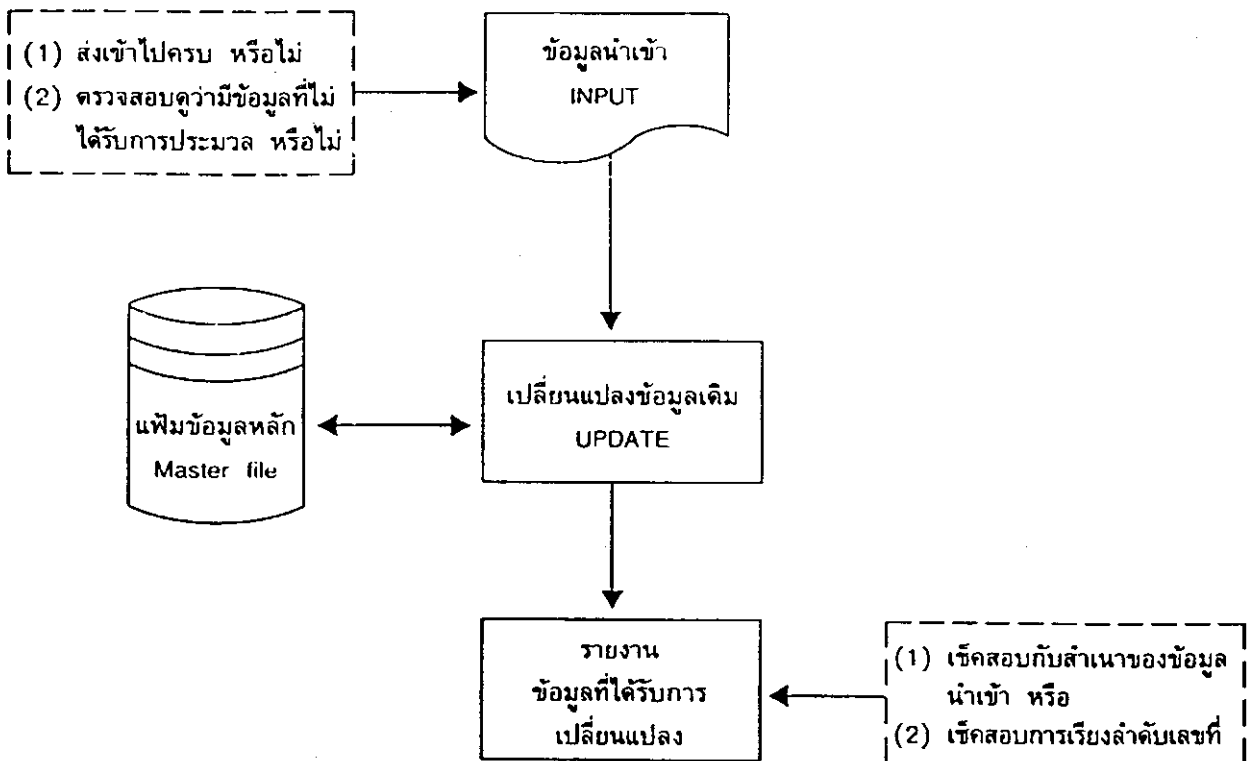 (1) ส่งเข้าไปครบ หรือไม่
(2) ตรวจสอบดูว่ามีข้อมูลที่ไม่
ได้รับการประมวล หรือไม่
ข้อมูลนำเข้า
INPUT
แฟ้มข้อมูลหลัก
Master file
เปลี่ยนแปลงข้อมูลเดิม
UPDATE
รายงาน
ข้อมูลที่ได้รับการ
เปลี่ยนแปลง
(1) เช็คสอบกับสำเนาของข้อมูล
นำเข้า หรือ
(2) เช็คสอบการเรียงลำดับเลขที่